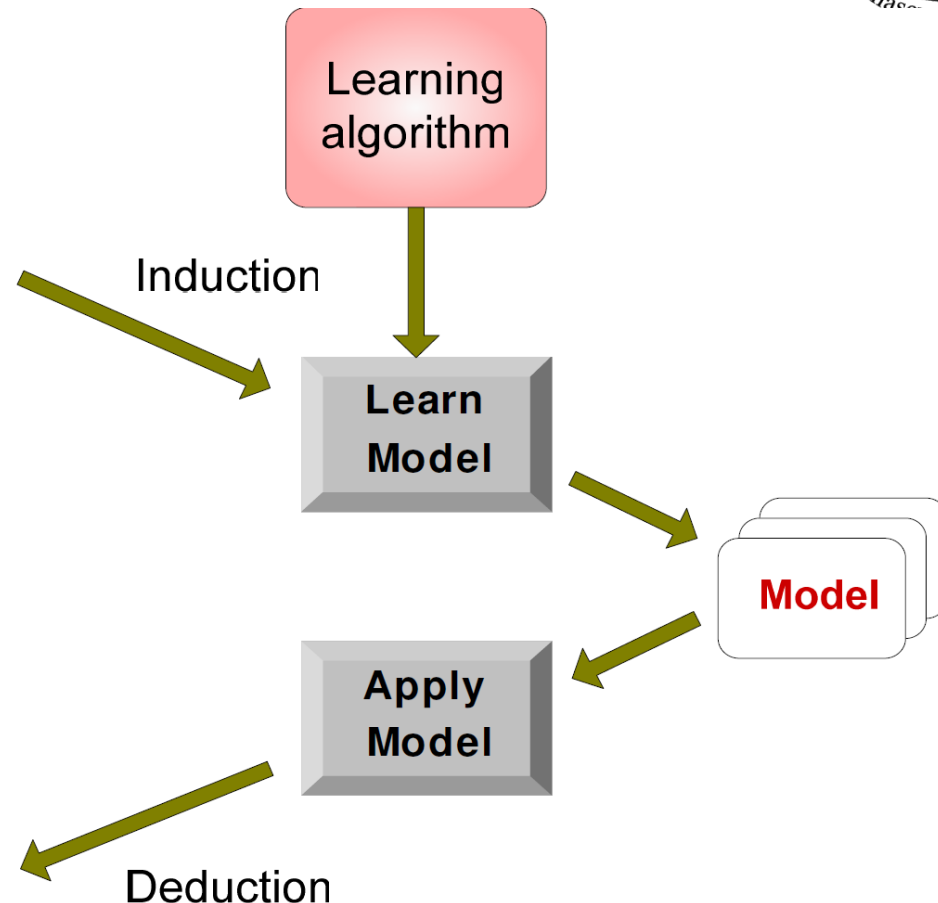 Learning
algorithm
Induction
Learn
Model
Model
Apply
Model
Deduction